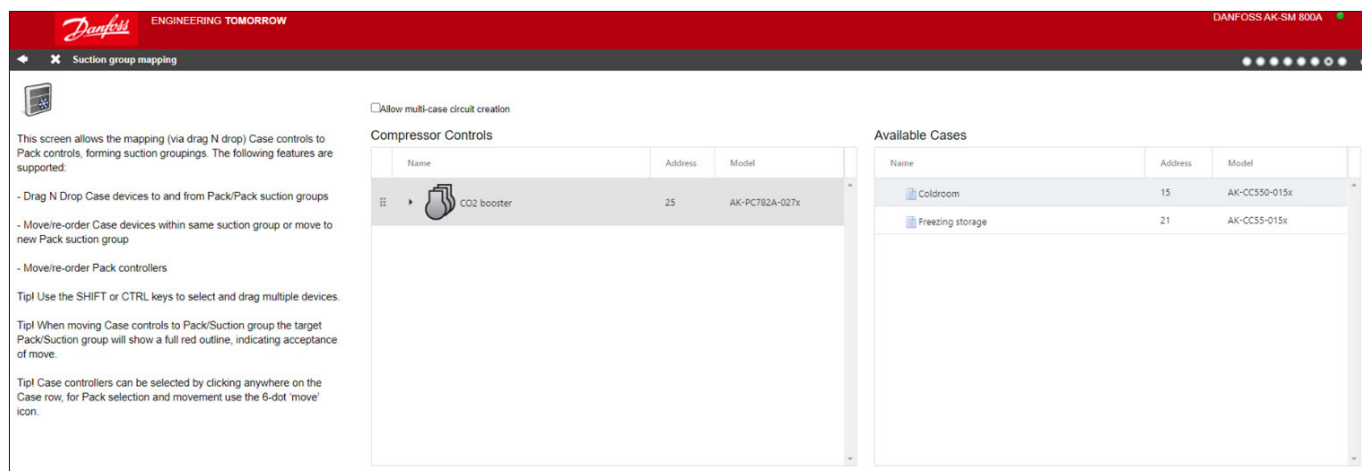 Danfoss
ENGINEERING TOMORROW
DANFOSS AK-SM 800A
Suction group mapping
This screen allows the mapping (via drag N drop) Case controls to
Pack controls, forming suction groupings. The following features are
supported:
- Drag N Drop Case devices to and from Pack/Pack suction groups
- Move/re-order Case devices within same suction group or move to
new Pack suction group
- Move/re-order Pack controllers
Tip! Use the SHIFT or CTRL keys to select and drag multiple devices.
Tip! When moving Case controls to Pack/Suction group the target
Pack/Suction group will show a full red outline, indicating acceptance
of move.
Tip! Case controllers can be selected by clicking anywhere on the
Case row, for Pack selection and movement use the 6-dot 'move'
icon.
Allow multi-case circuit creation
Compressor Controls
Name Address Model
CO2 booster 25 AK-PC782A-027x
Available Cases
Name Address Model
Coldroom 15 AK-CC550-015x
Freezing storage 21 AK-CC55-015x